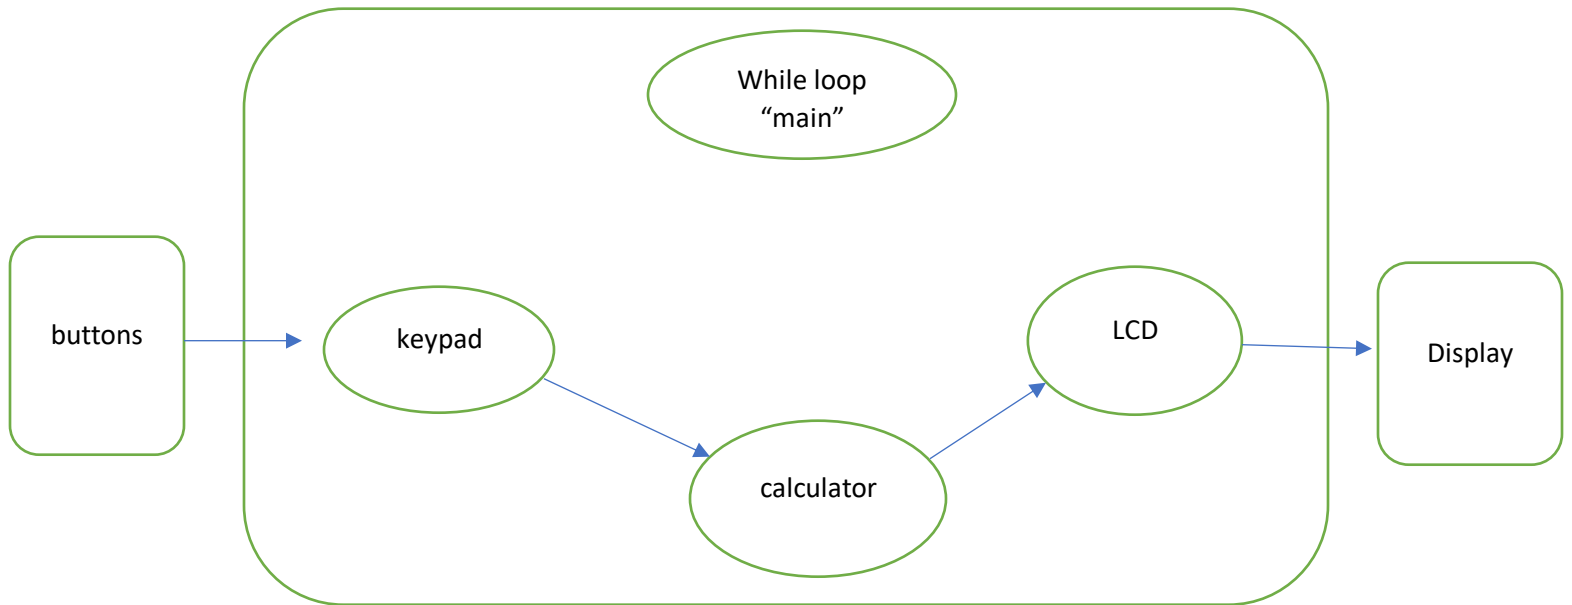 While loop
“main”
buttons
keypad
LCD
Display
calculator